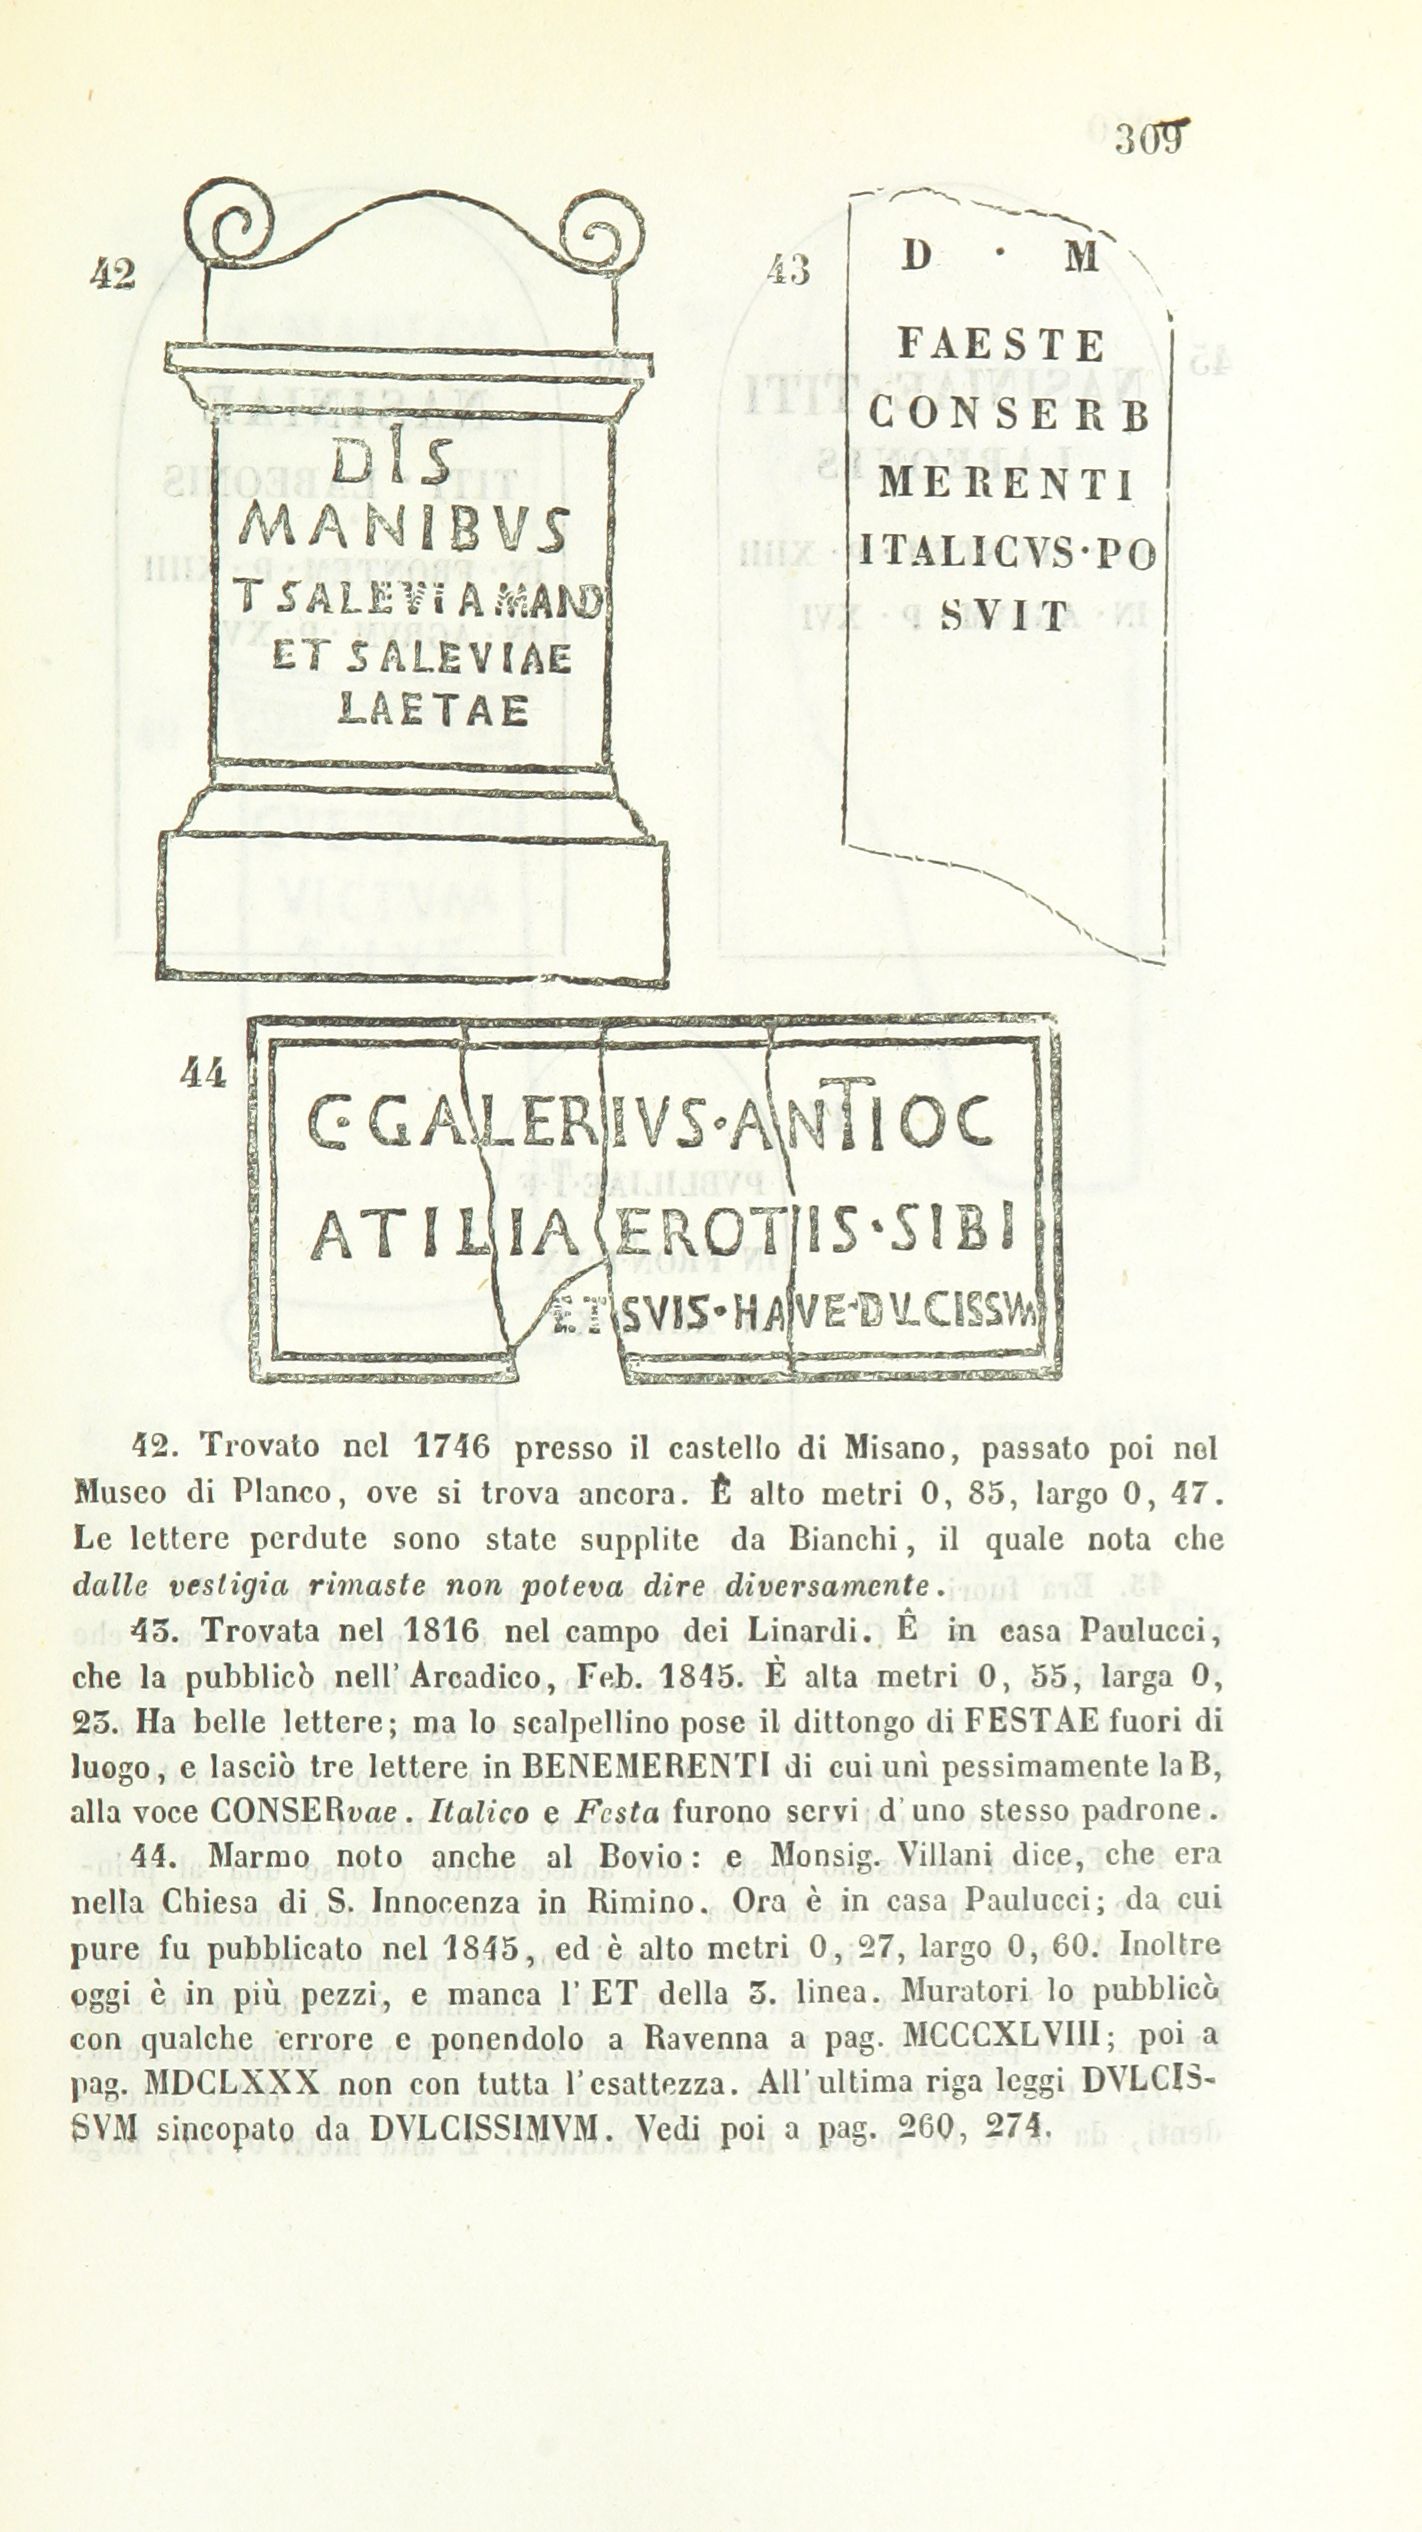 309
42
DIS
MANIBVS
T SALEVI AMAND
ET SALEVIAE
LAETAE
43
D · M
FAESTE
CONSERB
MERENTI
ITALICVS·PO
SVIT
44
C·GALERIVS·ANTIOC
ATILIA EROTIS·SIBI
ET SVIS·HAVE·DVLCISSVM
42. Trovato nel 1746 presso il castello di Misano, passato poi nel
Museo di Planco, ove si trova ancora. È alto metri 0, 85, largo 0, 47.
Le lettere perdute sono state supplite da Bianchi, il quale nota che
dalle vestigia rimaste non poteva dire diversamente.
43. Trovata nel 1816 nel campo dei Linardi. Ê in casa Paulucci,
che la pubblicò nell' Arcadico, Feb. 1845. È alta metri 0, 55, larga 0,
23. Ha belle lettere; ma lo scalpellino pose il dittongo di FESTAE fuori di
luogo, e lasciò tre lettere in BENEMERENTI di cui unì pessimamente la B,
alla voce CONSERvae. Italico e Festa furono servi d' uno stesso padrone.
44. Marmo noto anche al Bovio: e Monsig. Villani dice, che era
nella Chiesa di S. Innocenza in Rimino. Ora è in casa Paulucci; da cui
pure fu pubblicato nel 1845, ed è alto metri 0, 27, largo 0, 60. Inoltre
oggi è in più pezzi, e manca l' ET della 3. linea. Muratori lo pubblicò
con qualche errore e ponendolo a Ravenna a pag. MCCCXLVIII; poi a
pag. MDCLXXX non con tutta l'esattezza. All' ultima riga leggi DVLCIS-
SVM sincopato da DVLCISSIMVM. Vedi poi a pag. 260, 274.